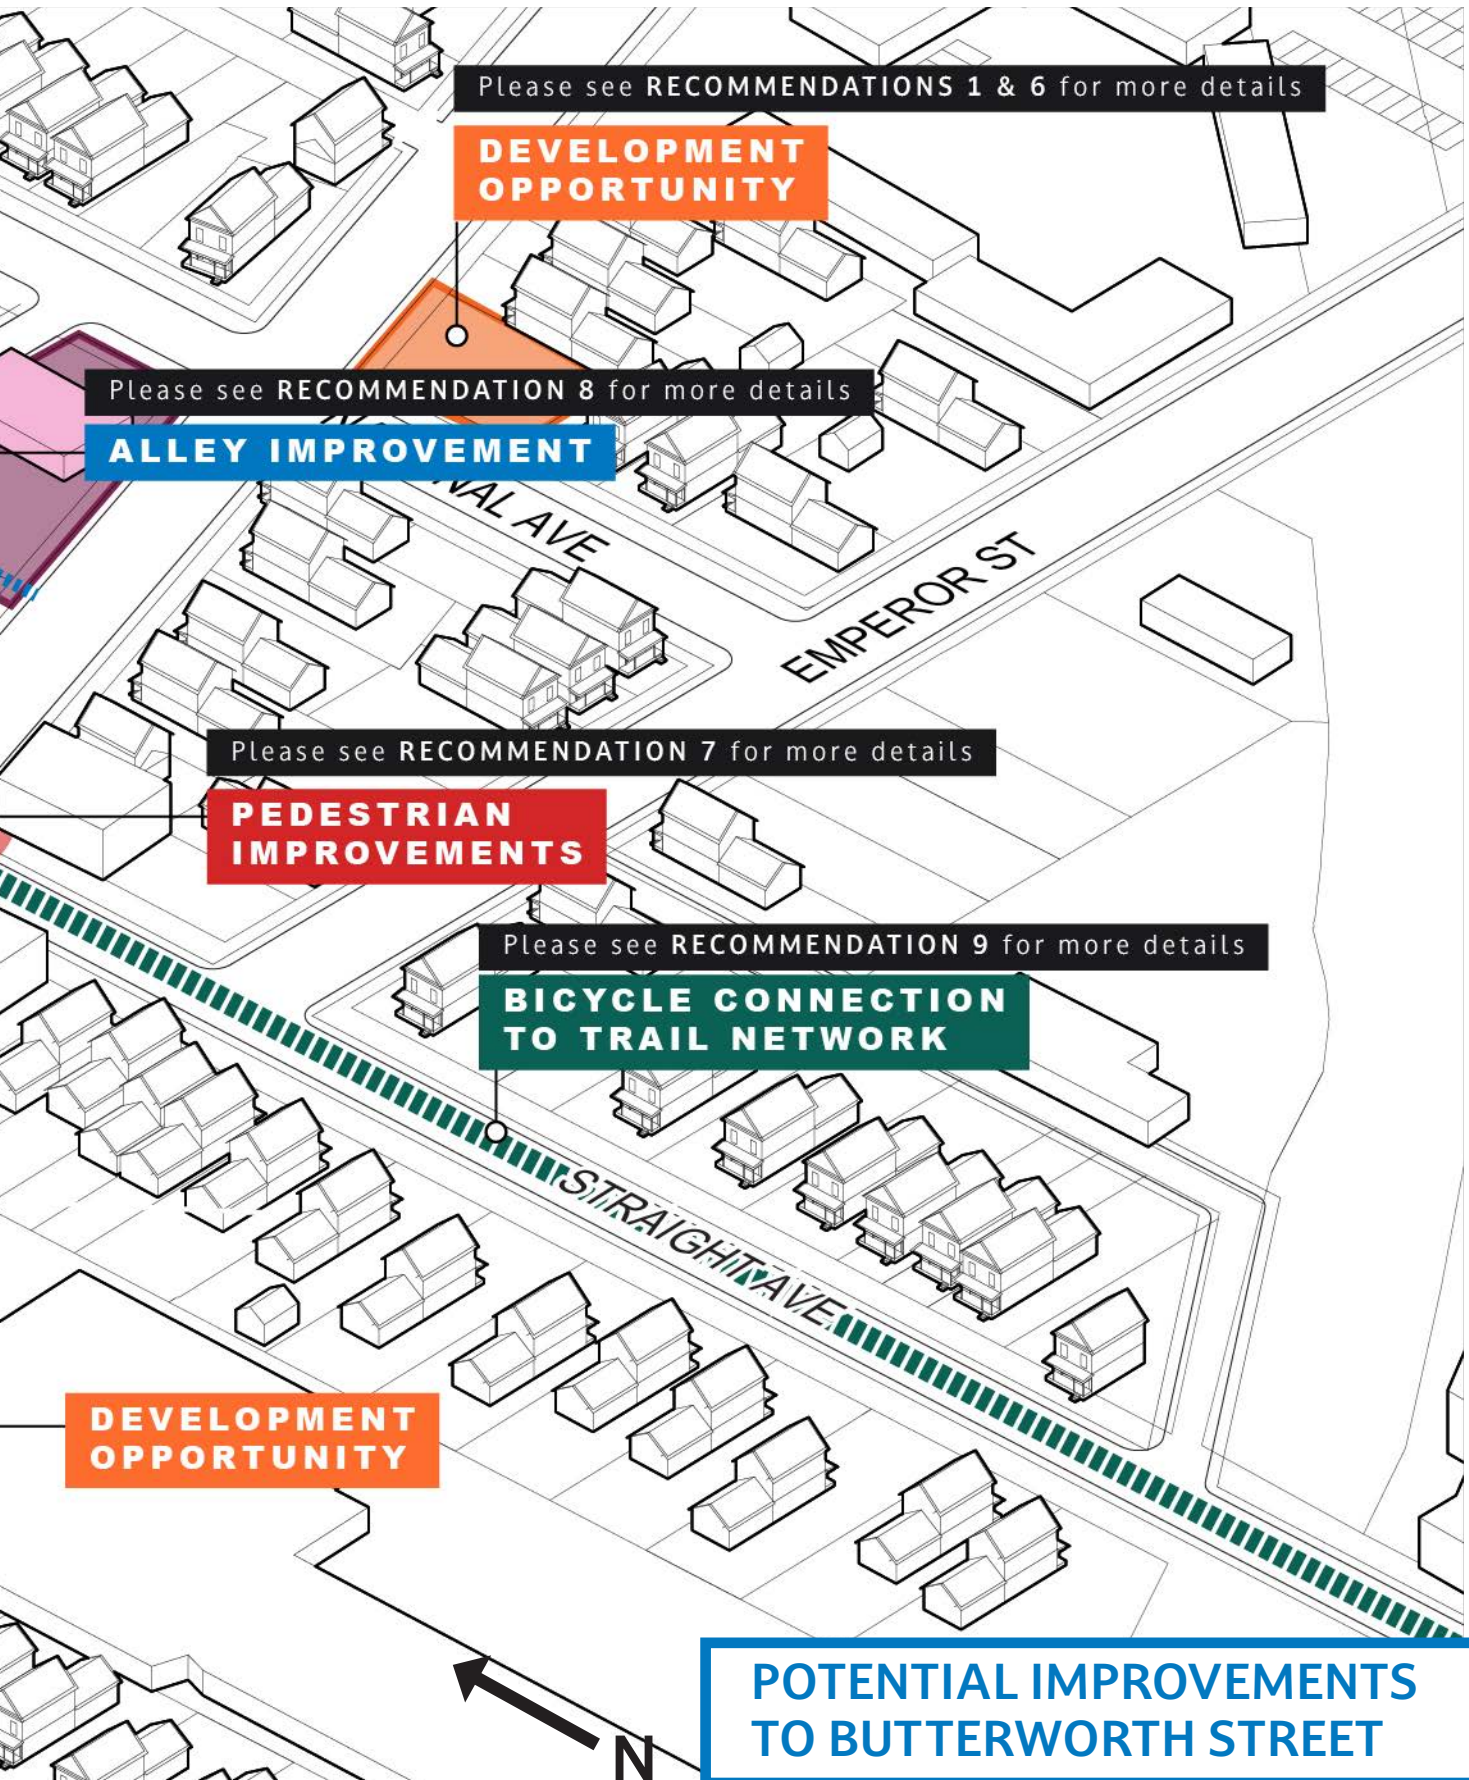 Please see RECOMMENDATIONS 1 & 6 for more details
DEVELOPMENT
OPPORTUNITY
Please see RECOMMENDATION 8 for more details
ALLEY IMPROVEMENT
AVE
EMPEROR ST
Please see RECOMMENDATION 7 for more details
PEDESTRIAN
IMPROVEMENTS
Please see RECOMMENDATION 9 for more details
BICYCLE CONNECTION
TO TRAIL NETWORK
STRAIGHT AVE
DEVELOPMENT
OPPORTUNITY
N
POTENTIAL IMPROVEMENTS
TO BUTTERWORTH STREET